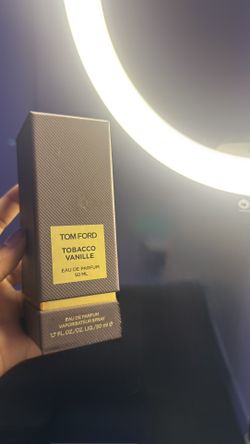 TOM FORD
TOBACCO
VANILLE
EAU DE PARFUM
50 ML
EAU DE PARFUM
VAPORISATEUR SPRAY
1.7 FL.OZ./OZ. LIQ./50 ml ℮